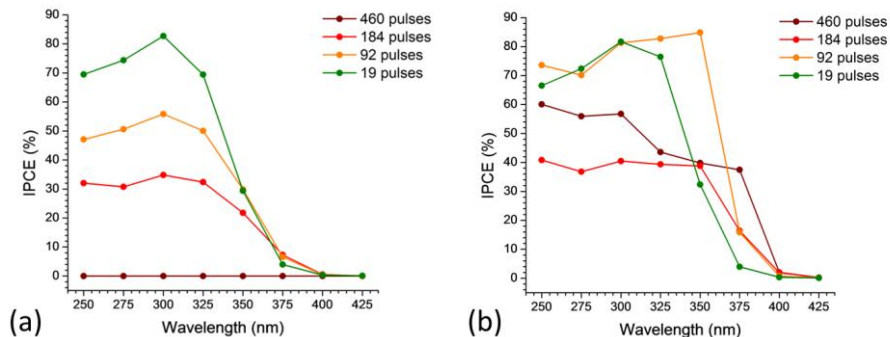 90
80
70
60
50
40
30
20
10
0
IPCE (%)
460 pulses
184 pulses
92 pulses
19 pulses
250 275 300 325 350 375 400 425
Wavelength (nm)
(a)
90
80
70
60
50
40
30
20
10
0
IPCE (%)
460 pulses
184 pulses
92 pulses
19 pulses
250 275 300 325 350 375 400 425
Wavelength (nm)
(b)